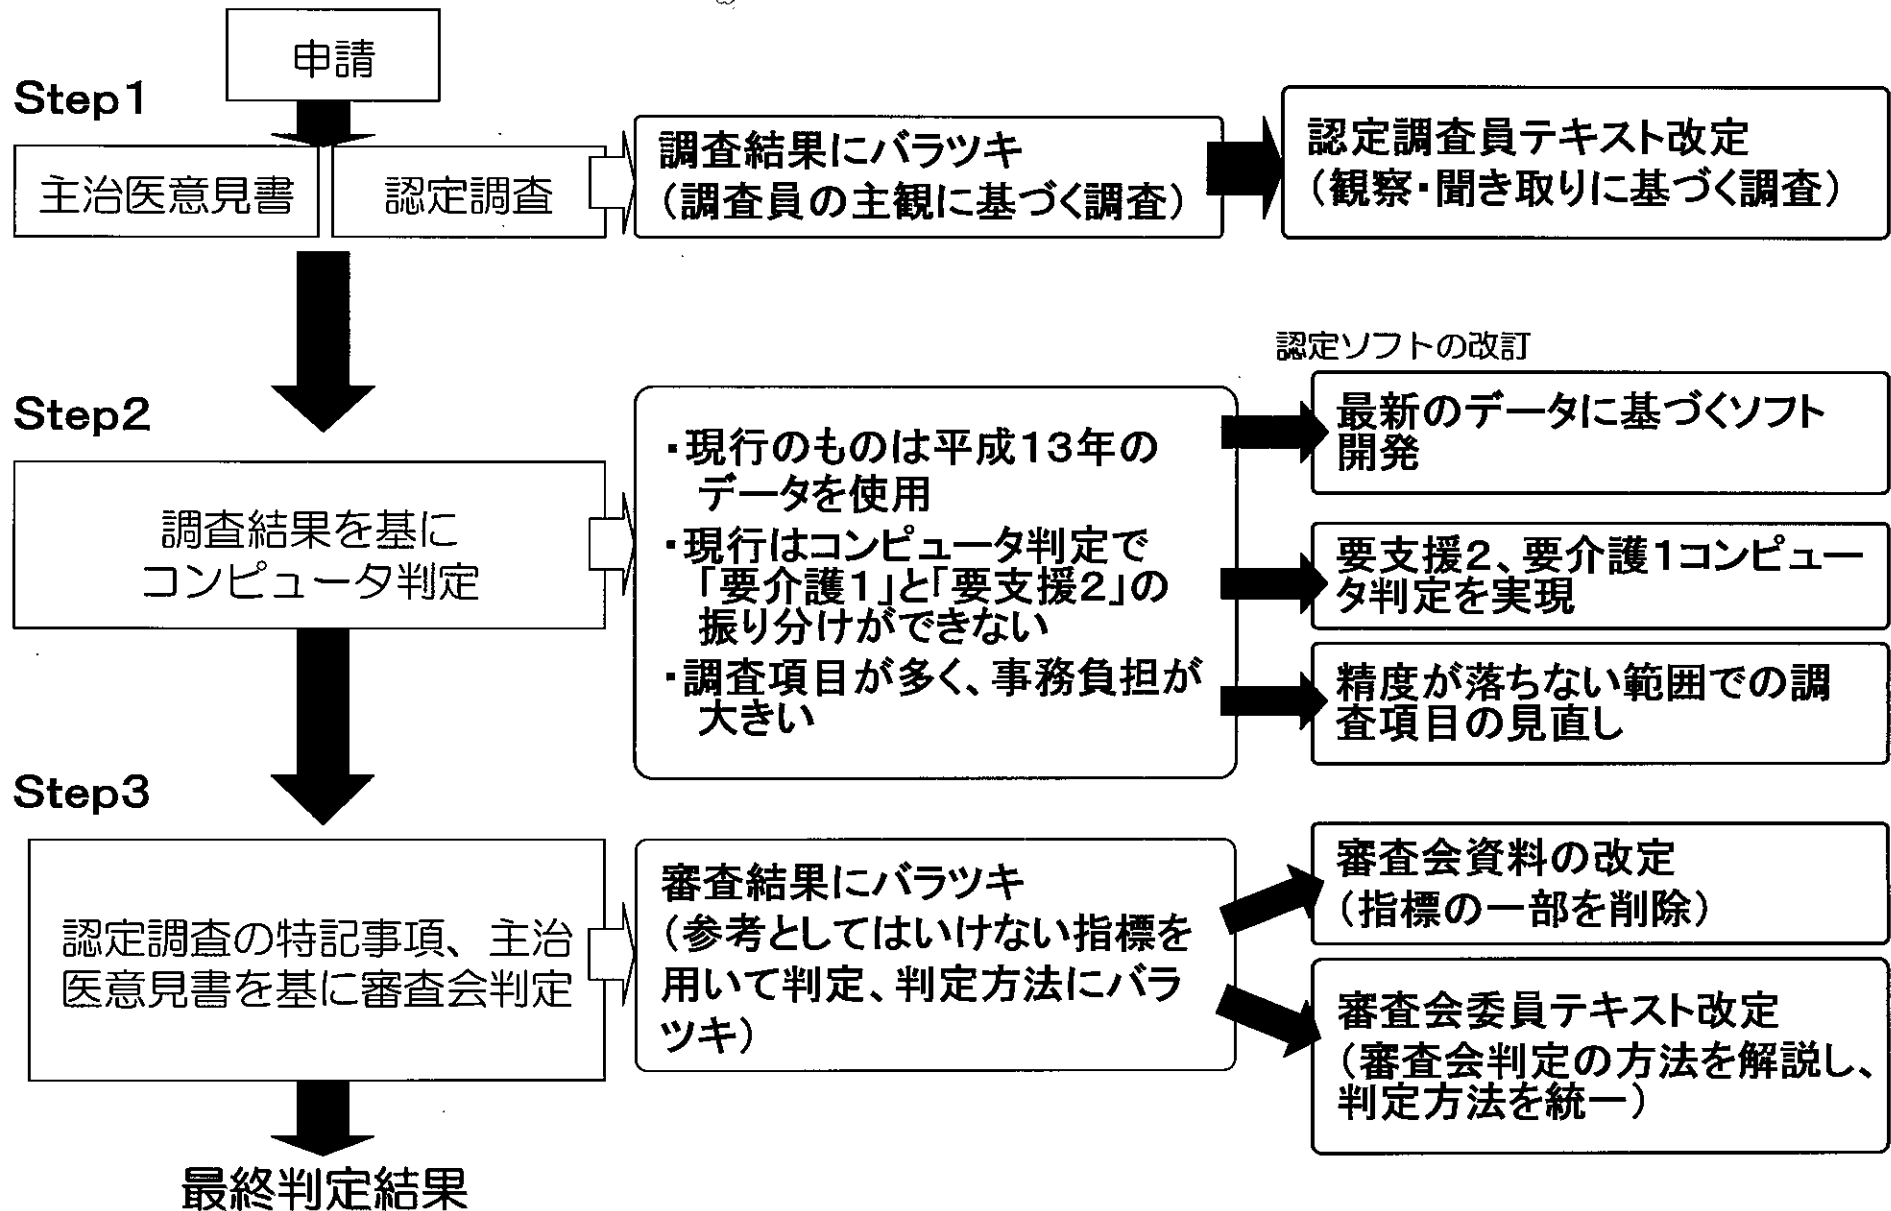 申請
Step1
主治医意見書
認定調査
調査結果にバラツキ
（調査員の主観に基づく調査）
認定調査員テキスト改定
（観察・聞き取りに基づく調査）
Step2
調査結果を基に
コンピュータ判定
・現行のものは平成13年の
データを使用
・現行はコンピュータ判定で
「要介護1」と「要支援2」の
振り分けができない
・調査項目が多く、事務負担が
大きい
認定ソフトの改訂
最新のデータに基づくソフト
開発
要支援2、要介護1コンピュー
タ判定を実現
精度が落ちない範囲での調
査項目の見直し
Step3
認定調査の特記事項、主治
医意見書を基に審査会判定
審査結果にバラツキ
（参考としてはいけない指標を
用いて判定、判定方法にバラ
ツキ）
審査会資料の改定
（指標の一部を削除）
審査会委員テキスト改定
（審査会判定の方法を解説し、
判定方法を統一）
最終判定結果